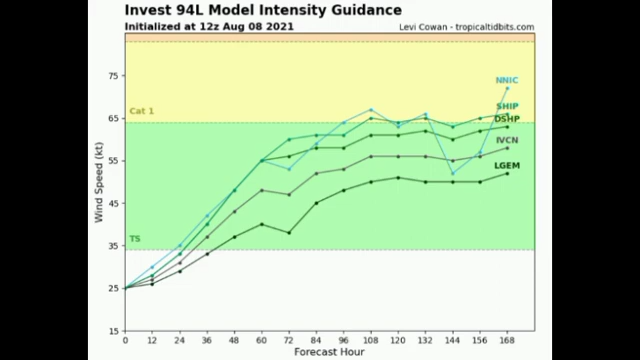 Invest 94L Model Intensity Guidance
Initialized at 12z Aug 08 2021
Levi Cowan - tropicaltidbits.com
75
65
55
45
35
25
15
Wind Speed (kt)
Cat 1
TS
NNIC
SHIP
DSHP
IVCN
LGEM
0 12 24 36 48 60 72 84 96 108 120 132 144 156 168
Forecast Hour